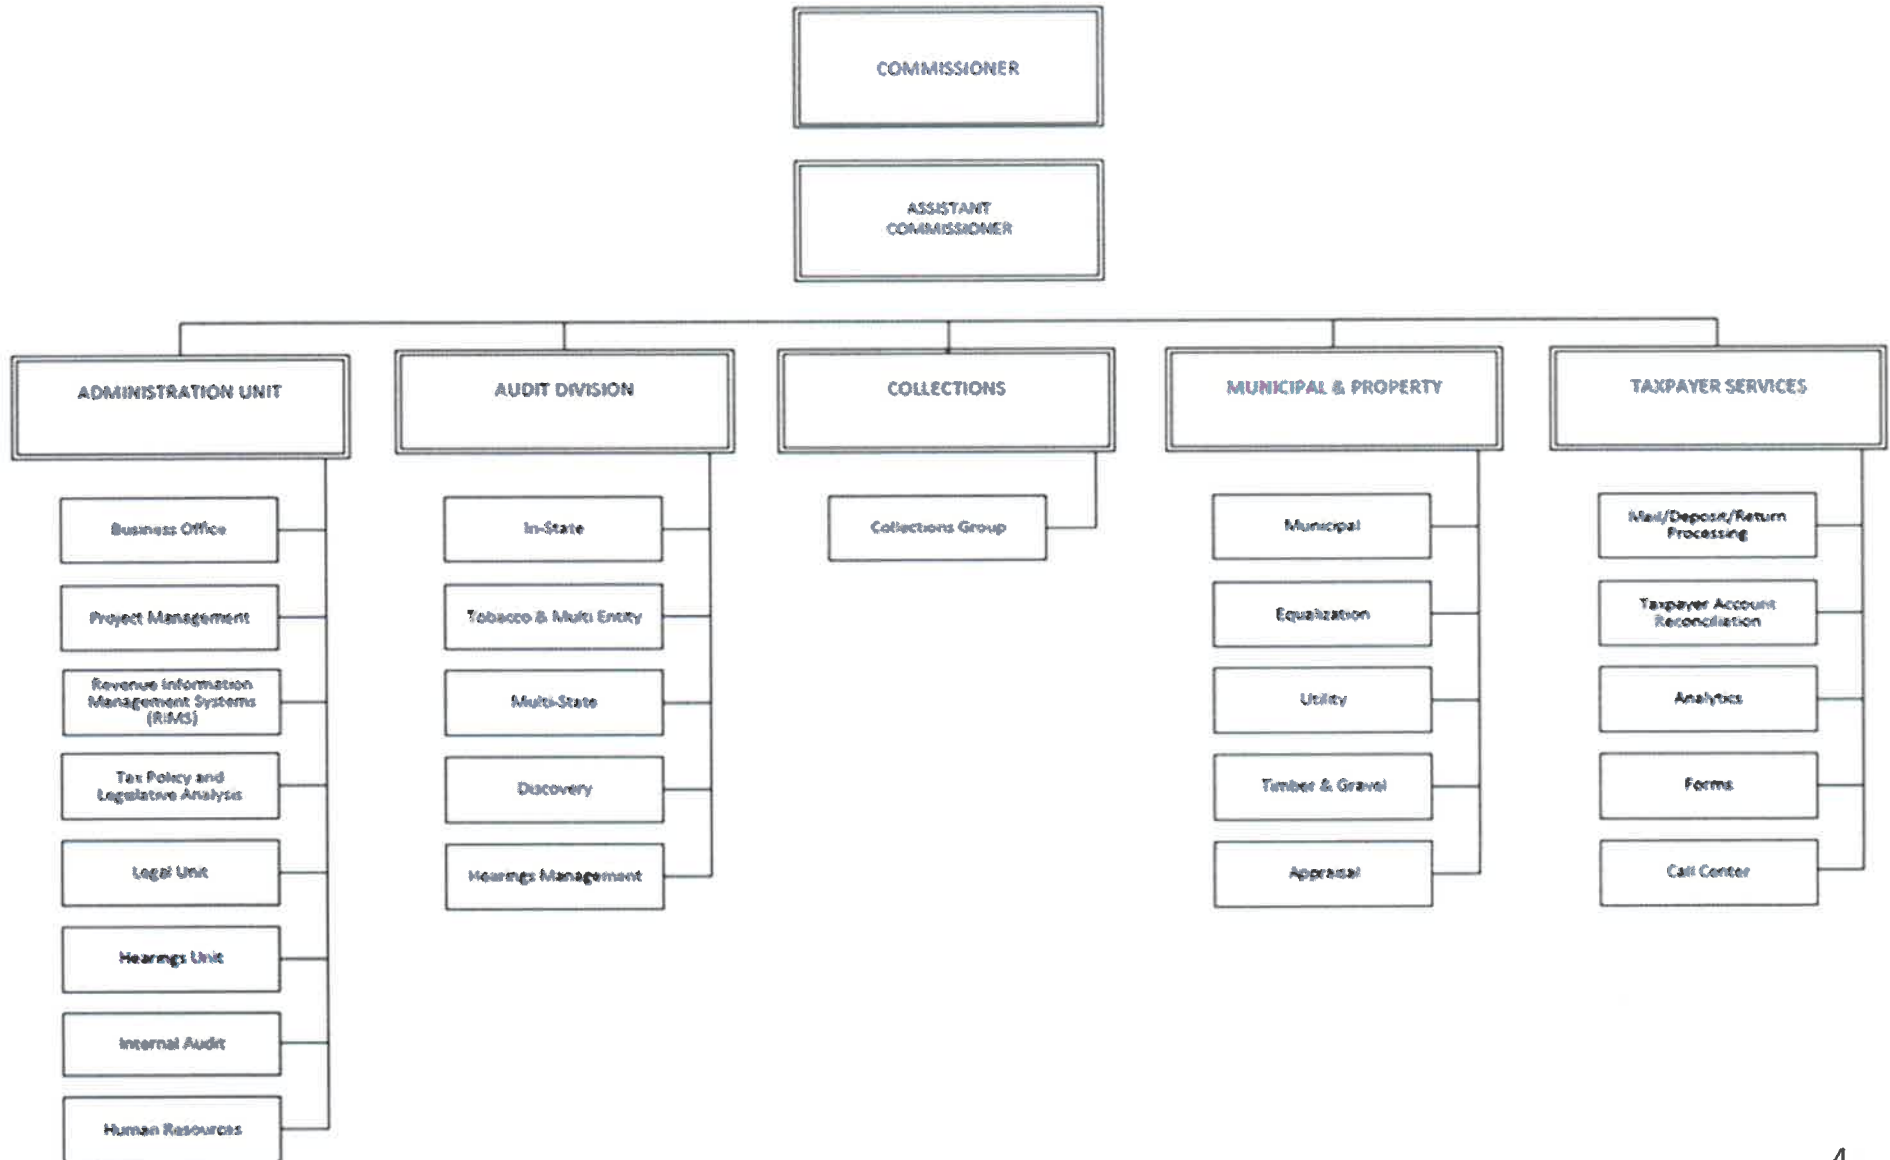 COMMISSIONER
ASSISTANT
COMMISSIONER
ADMINISTRATION UNIT
AUDIT DIVISION
COLLECTIONS
MUNICIPAL & PROPERTY
TAXPAYER SERVICES
Business Office
Project Management
Revenue Information
Management Systems
(RIMS)
Tax Policy and
Legislative Analysis
Legal Unit
Hearings Unit
Internal Audit
Human Resources
In-State
Tobacco & Multi Entity
Multi-State
Discovery
Hearings Management
Collections Group
Municipal
Equalization
Utility
Timber & Gravel
Appraisal
Mail/Deposit/Return
Processing
Taxpayer Account
Reconciliation
Analytics
Forms
Call Center
4